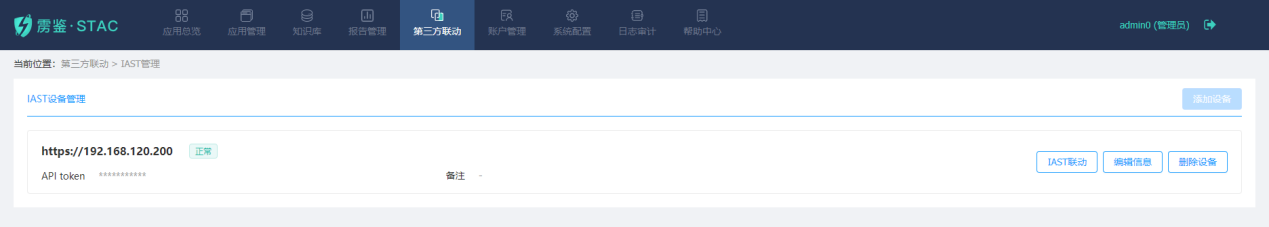 雳鉴·STAC
应用总览 应用管理 知识库 报告管理 第三方联动 账户管理 系统配置 日志审计 帮助中心
admin0 (管理员)
当前位置： 第三方联动 > IAST管理
IAST设备管理
添加设备
https://192.168.120.200 正常
IAST联动 编辑信息 删除设备
API token *********** 备注 -